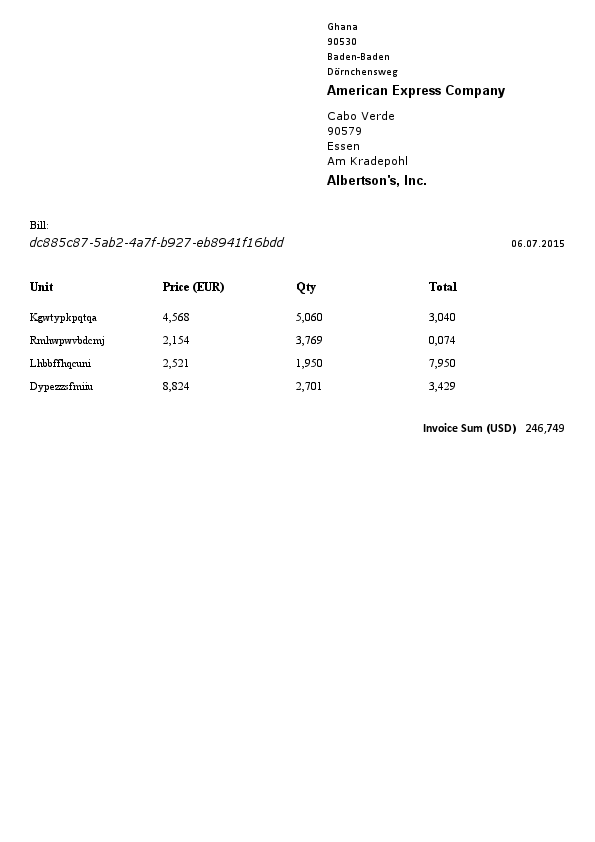 Ghana
90530
Baden-Baden
Dörnchensweg
American Express Company
Cabo Verde
90579
Essen
Am Kradepohl
Albertson's, Inc.
Bill:
dc885c87-5ab2-4a7f-b927-eb8941f16bdd 06.07.2015
Unit Price (EUR) Qty Total
Kgwtypkpqtqa 4,568 5,060 3,040
Rmhwpwvbdcmj 2,154 3,769 0,074
Lhbbffhqcuni 2,521 1,950 7,950
Dypezzsfmiiu 8,824 2,701 3,429
Invoice Sum (USD) 246,749